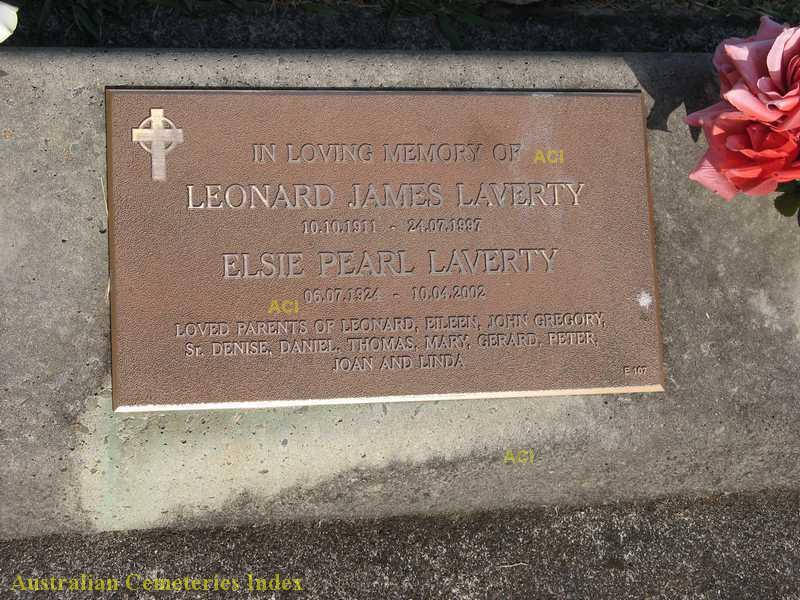 IN LOVING MEMORY OF ACI
LEONARD JAMES LAVERTY
10.10.1911 - 24.07.1997
ELSIE PEARL LAVERTY
06.07.1924 - 10.04.2002
ACI
LOVED PARENTS OF LEONARD, EILEEN, JOHN GREGORY,
Sr. DENISE, DANIEL, THOMAS, MARY, GERARD, PETER,
JOAN AND LINDA
E 107
ACI
Australian Cemeteries Index